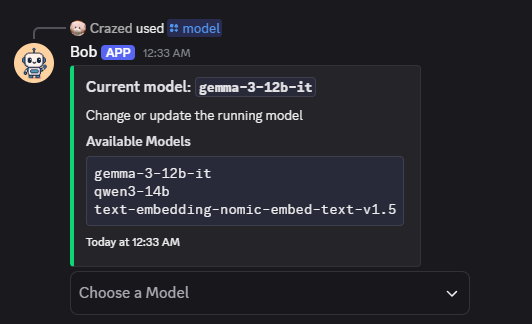 Crazed used model
Bob APP 12:33 AM
Current model: gemma-3-12b-it
Change or update the running model
Available Models
gemma-3-12b-it
qwen3-14b
text-embedding-nomic-embed-text-v1.5
Today at 12:33 AM
Choose a Model